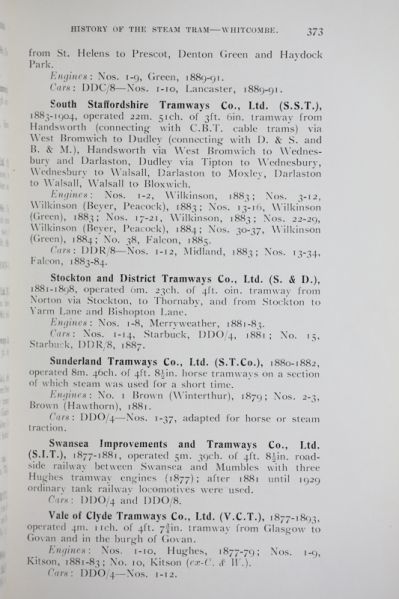 HISTORY OF THE STEAM TRAM—WHITCOMBE. 373
from St. Helens to Prescot, Denton Green and Haydock
Park.
Engines: Nos. 1-9, Green, 1889-91.
Cars: DDC/8—Nos. 1-10, Lancaster, 1889-91.
South Staffordshire Tramways Co., Ltd. (S.S.T.),
1883-1904, operated 22m. 51ch. of 3ft. 6in. tramway from
Handsworth (connecting with C.B.T. cable trams) via
West Bromwich to Dudley (connecting with D. & S. and
B. & M.), Handsworth via West Bromwich to Wednes-
bury and Darlaston, Dudley via Tipton to Wednesbury,
Wednesbury to Walsall, Darlaston to Moxley, Darlaston
to Walsall, Walsall to Bloxwich.
Engines: Nos. 1-2, Wilkinson, 1883; Nos. 3-12,
Wilkinson (Beyer, Peacock), 1883; Nos. 13-16, Wilkinson
(Green), 1883; Nos. 17-21, Wilkinson, 1883; Nos. 22-29,
Wilkinson (Beyer, Peacock), 1884; Nos. 30-37, Wilkinson
(Green), 1884; No. 38, Falcon, 1885.
Cars: DDR/8—Nos. 1-12, Midland, 1883; Nos. 13-34,
Falcon, 1883-84.
Stockton and District Tramways Co., Ltd. (S. & D.),
1881-1898, operated 6m. 23ch. of 4ft. 0in. tramway from
Norton via Stockton, to Thornaby, and from Stockton to
Yarm Lane and Bishopton Lane.
Engines: Nos. 1-8, Merryweather, 1881-83.
Cars: Nos. 1-14, Starbuck, DDO/4, 1881; No. 15,
Starbuck, DDR/8, 1887.
Sunderland Tramways Co., Ltd. (S.T.Co.), 1880-1882,
operated 8m. 46ch. of 4ft. 8½in. horse tramways on a section
of which steam was used for a short time.
Engines: No. 1 Brown (Winterthur), 1879; Nos. 2-3,
Brown (Hawthorn), 1881.
Cars: DDO/4—Nos. 1-37, adapted for horse or steam
traction.
Swansea Improvements and Tramways Co., Ltd.
(S.I.T.), 1877-1881, operated 5m. 39ch. of 4ft. 8½in. road-
side railway between Swansea and Mumbles with three
Hughes tramway engines (1877); after 1881 until 1929
ordinary tank railway locomotives were used.
Cars: DDO/4 and DDO/8.
Vale of Clyde Tramways Co., Ltd. (V.C.T.), 1877-1893,
operated 4m. 11ch. of 4ft. 7¾in. tramway from Glasgow to
Govan and in the burgh of Govan.
Engines: Nos. 1-10, Hughes, 1877-79; Nos. 1-9,
Kitson, 1881-83; No. 10, Kitson (ex-C. & W.).
Cars: DDO/4—Nos. 1-12.